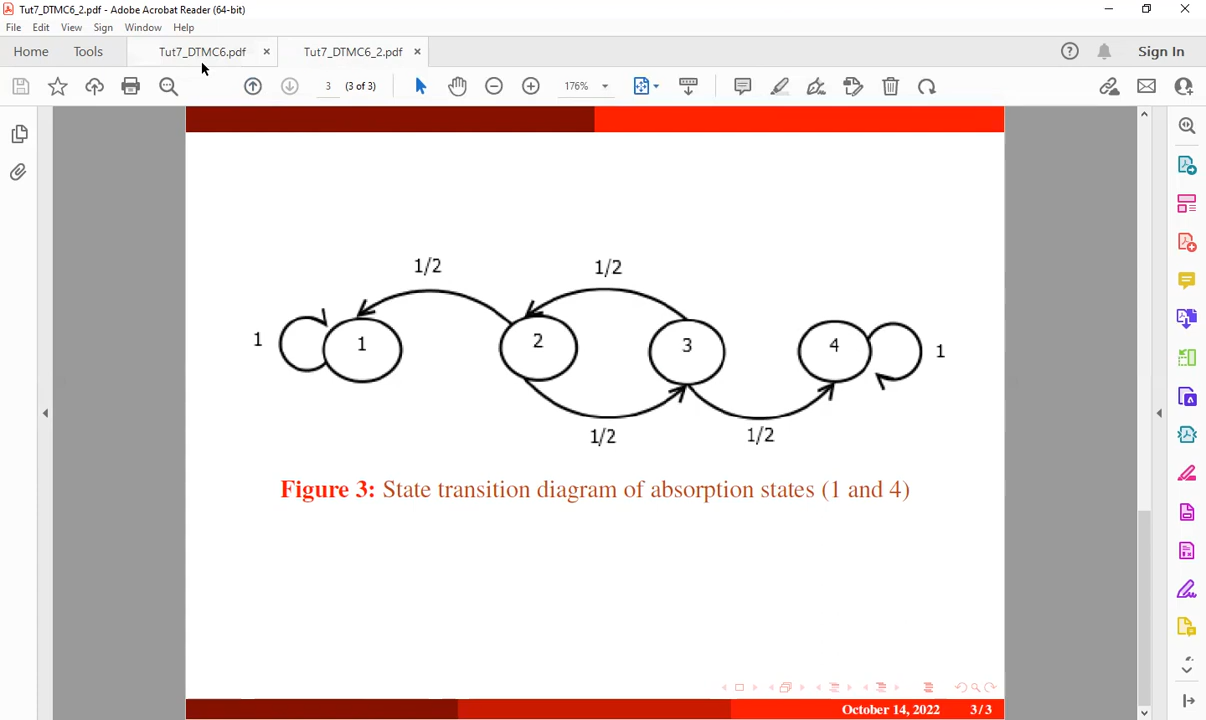 Tut7_DTMC6_2.pdf - Adobe Acrobat Reader (64-bit)
File Edit View Sign Window Help
Home Tools Tut7_DTMC6.pdf × Tut7_DTMC6_2.pdf × Sign In
3 (3 of 3) 176%
1/2 1/2
1 1 2 3 4 1
1/2 1/2
Figure 3: State transition diagram of absorption states (1 and 4)
October 14, 2022 3/3